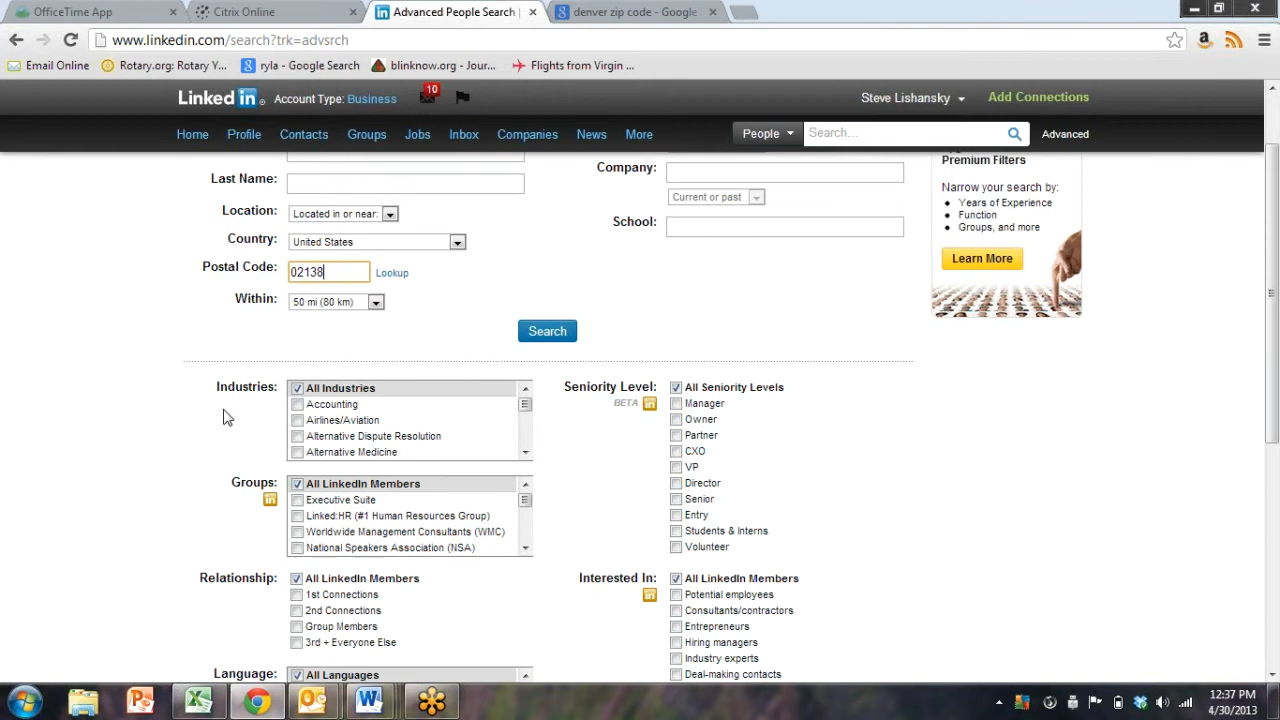 OfficeTime App
Citrix Online
Advanced People Search
denver zip code - Google
www.linkedin.com/search?trk=advsrch
Email Online
Rotary.org: Rotary Y...
ryla - Google Search
blinknow.org - Jour...
Flights from Virgin ...
Linked in
Account Type: Business
10
Steve Lishansky
Add Connections
Home
Profile
Contacts
Groups
Jobs
Inbox
Companies
News
More
People
Search...
Advanced
Last Name:
Location:
Located in or near:
Country:
United States
Postal Code:
02138
Lookup
Within:
50 mi (80 km)
Company:
Current or past
School:
Search
Premium Filters
Narrow your search by:
Years of Experience
Function
Groups, and more
Learn More
Industries:
All Industries
Accounting
Airlines/Aviation
Alternative Dispute Resolution
Alternative Medicine
Seniority Level:
BETA
in
All Seniority Levels
Manager
Owner
Partner
CXO
VP
Director
Senior
Entry
Students & Interns
Volunteer
Groups:
in
All LinkedIn Members
Executive Suite
Linked:HR (#1 Human Resources Group)
Worldwide Management Consultants (WMC)
National Speakers Association (NSA)
Relationship:
All LinkedIn Members
1st Connections
2nd Connections
Group Members
3rd + Everyone Else
Interested In:
in
All LinkedIn Members
Potential employees
Consultants/contractors
Entrepreneurs
Hiring managers
Industry experts
Deal-making contacts
Language:
All Languages
12:37 PM
4/30/2013